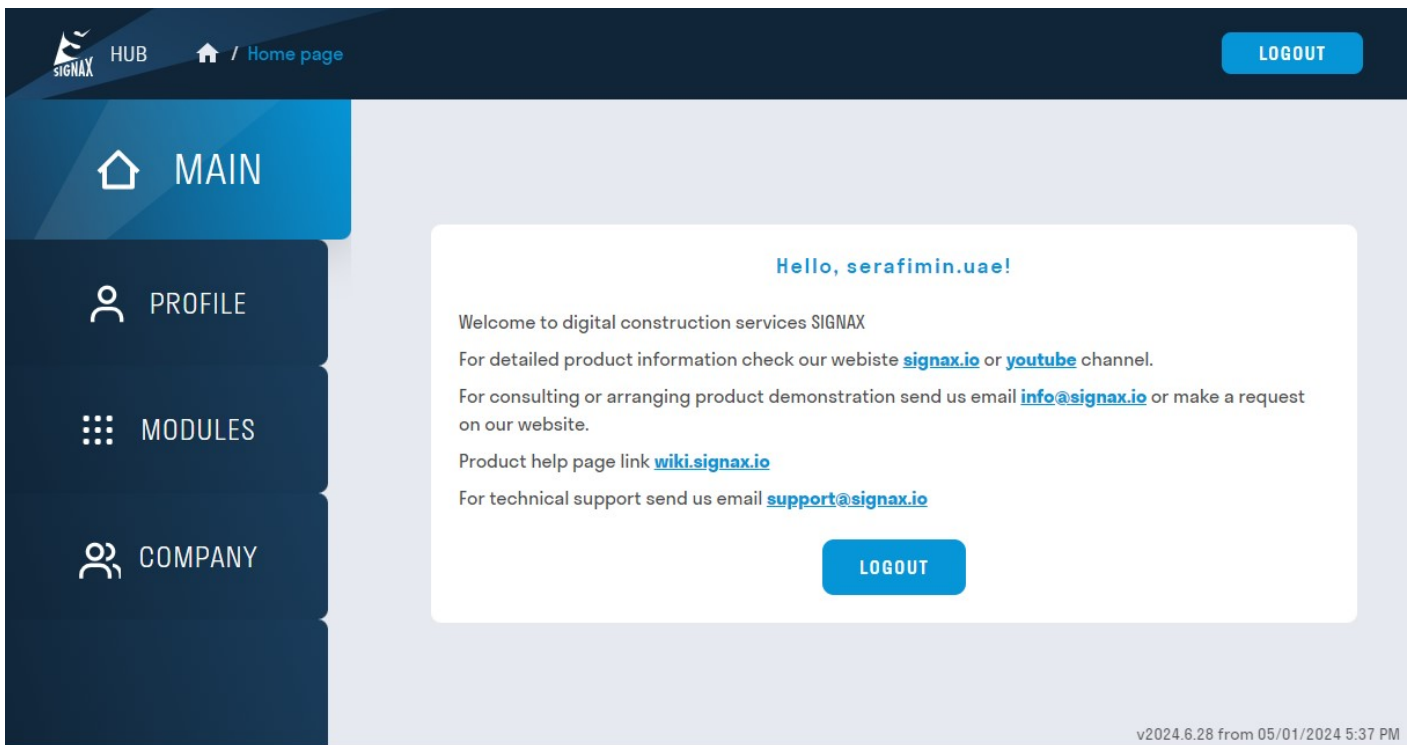 SIGNAX HUB / Home page
LOGOUT
MAIN
PROFILE
MODULES
COMPANY
Hello, serafimin.uae!
Welcome to digital construction services SIGNAX
For detailed product information check our webiste signax.io or youtube channel.
For consulting or arranging product demonstration send us email info@signax.io or make a request
on our website.
Product help page link wiki.signax.io
For technical support send us email support@signax.io
LOGOUT
v2024.6.28 from 05/01/2024 5:37 PM